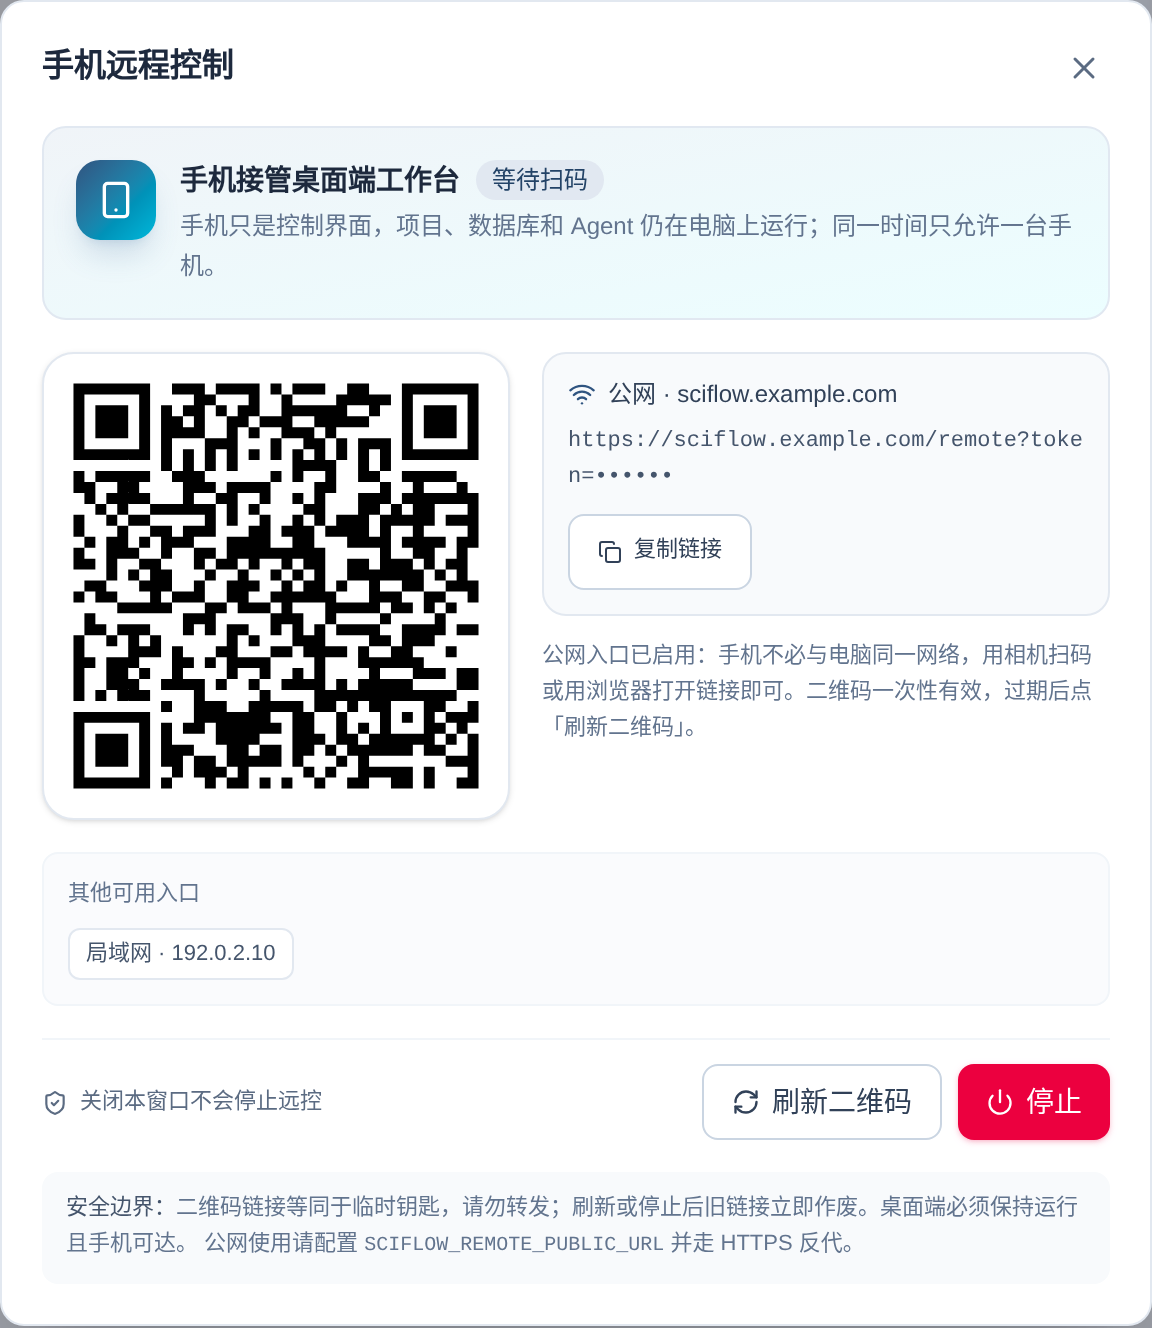 手机远程控制
手机接管桌面端工作台 等待扫码
手机只是控制界面，项目、数据库和 Agent 仍在电脑上运行；同一时间只允许一台手
机。
公网 · sciflow.example.com
https://sciflow.example.com/remote?toke
n=••••••
复制链接
公网入口已启用：手机不必与电脑同一网络，用相机扫码
或用浏览器打开链接即可。二维码一次性有效，过期后点
「刷新二维码」。
其他可用入口
局域网 · 192.0.2.10
关闭本窗口不会停止远控
刷新二维码
停止
安全边界：二维码链接等同于临时钥匙，请勿转发；刷新或停止后旧链接立即作废。桌面端必须保持运行
且手机可达。 公网使用请配置 SCIFLOW_REMOTE_PUBLIC_URL 并走 HTTPS 反代。